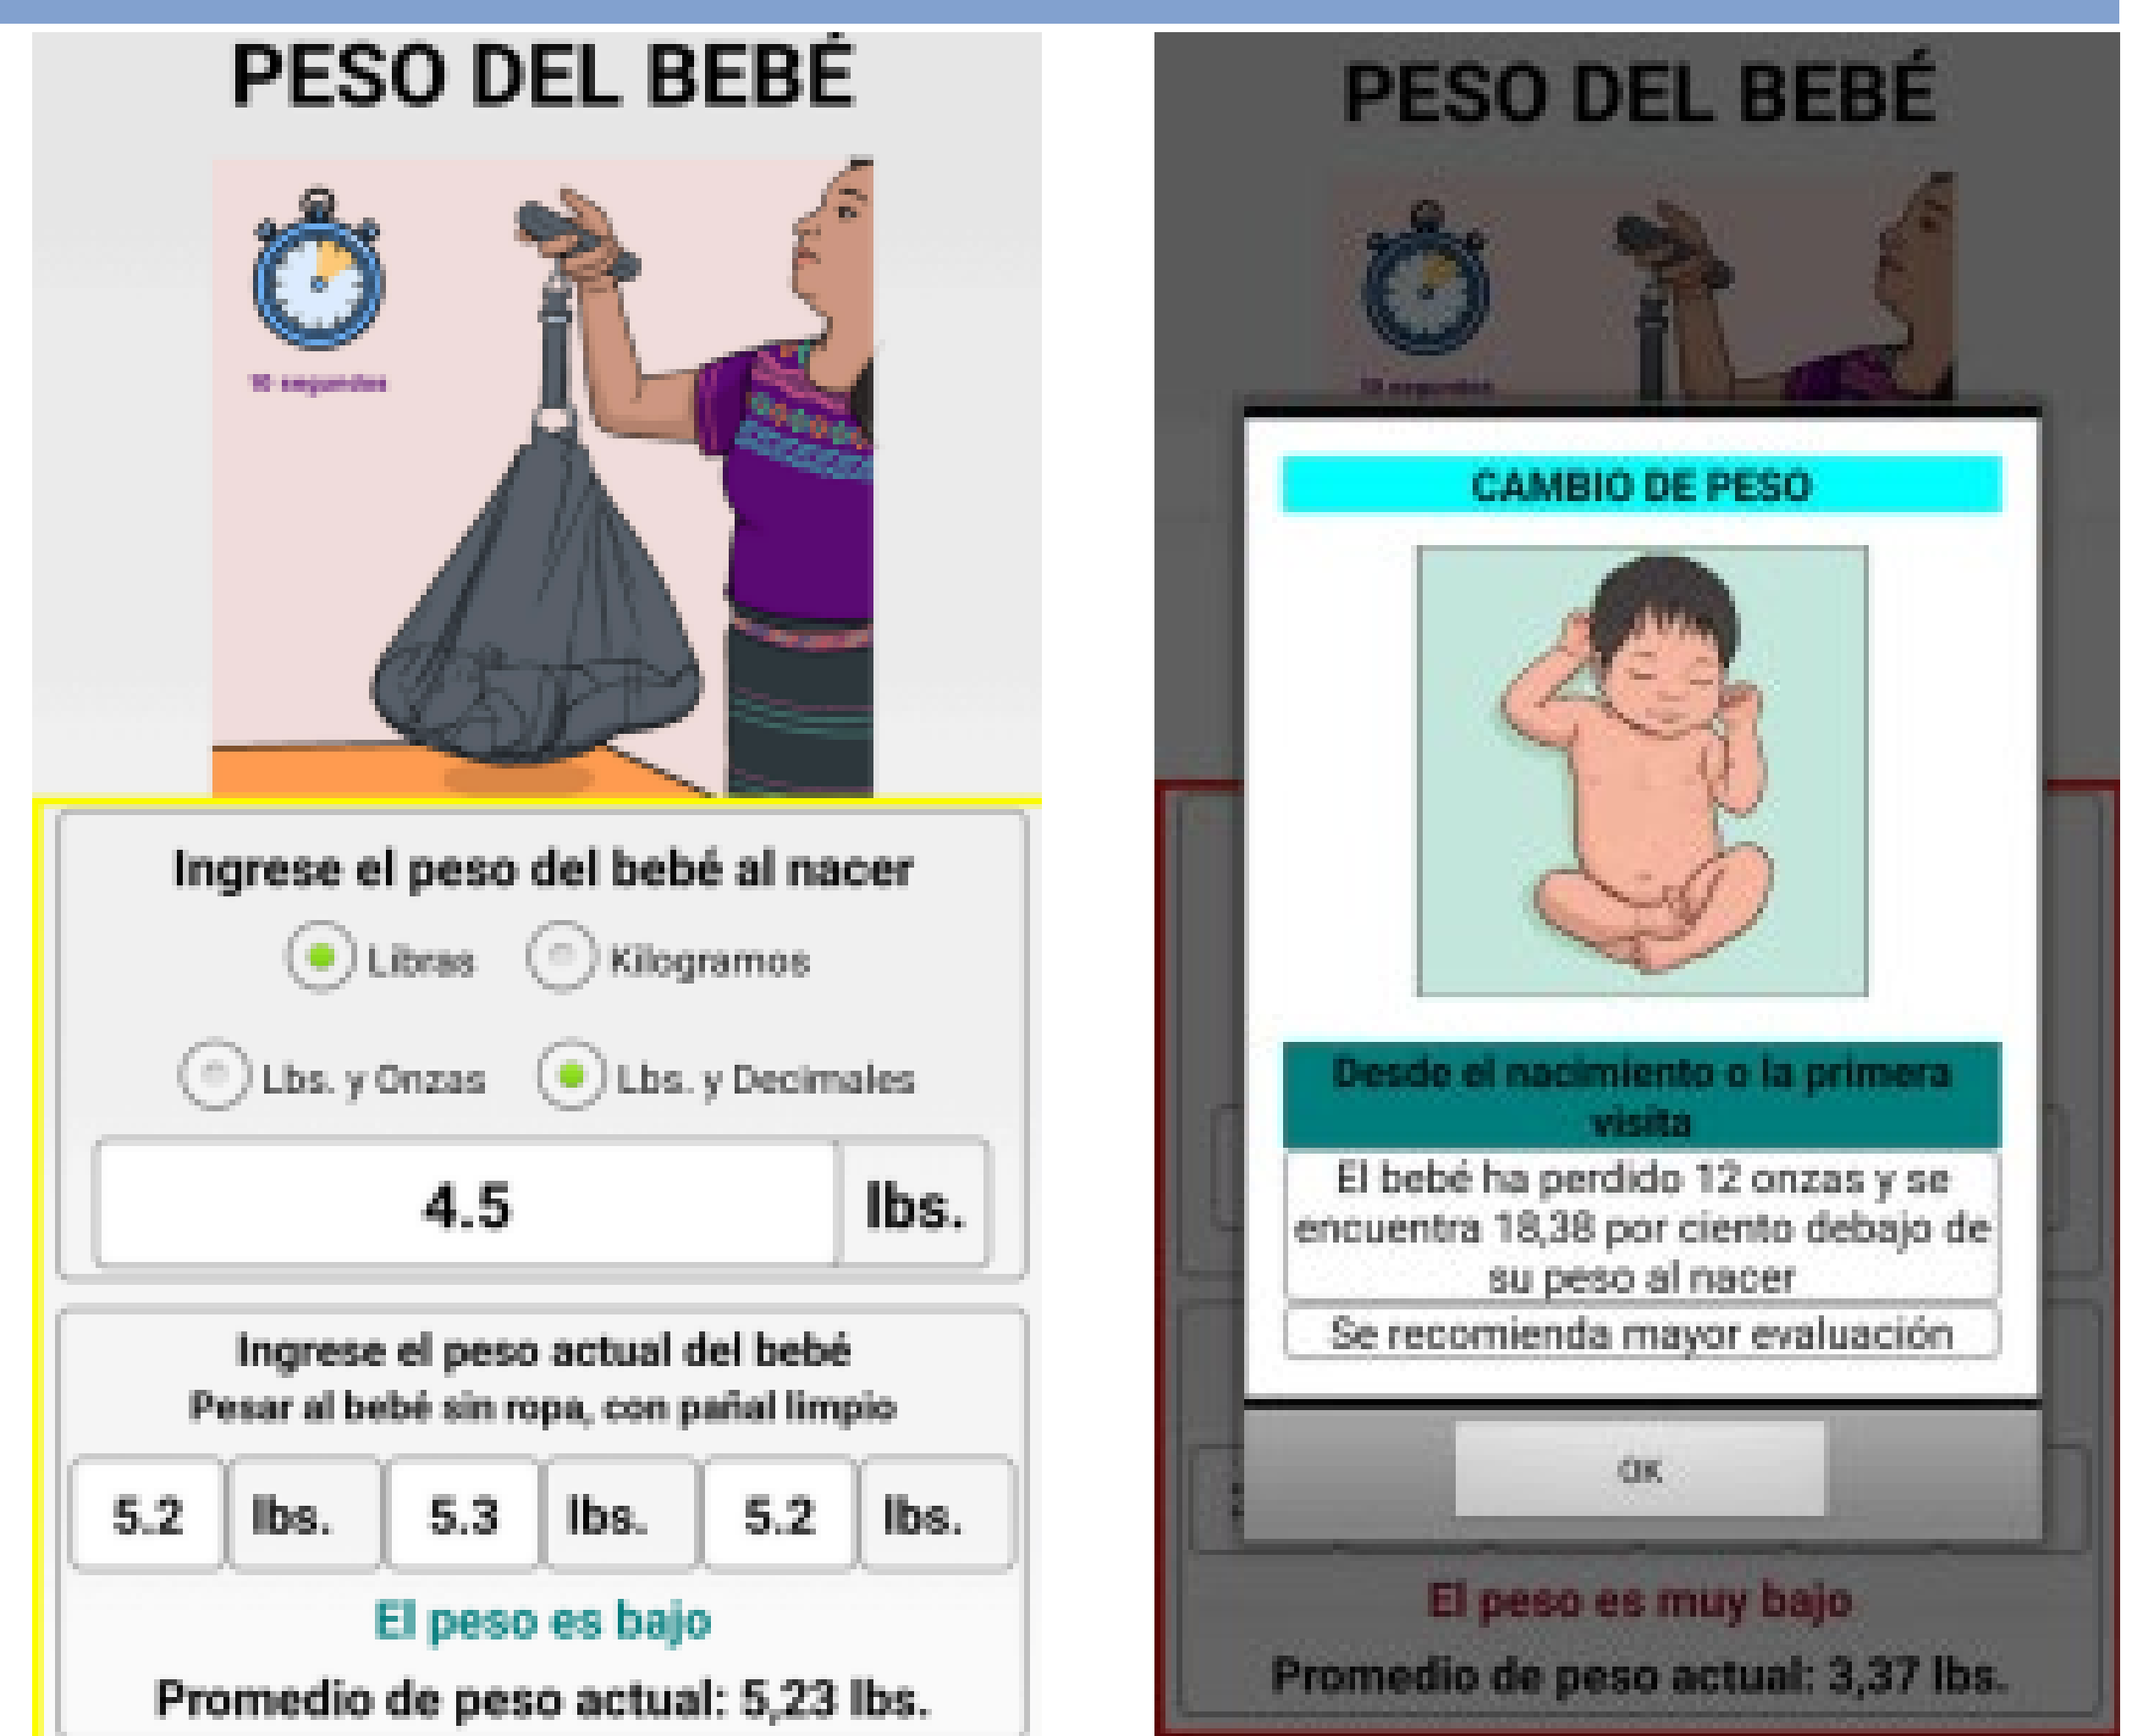 PESO DEL BEBÉ
10 segundos
Ingrese el peso del bebé al nacer
Libras Kilogramos
Lbs. y Onzas Lbs. y Decimales
4.5 lbs.
Ingrese el peso actual del bebé
Pesar al bebé sin ropa, con pañal limpio
5.2 lbs. 5.3 lbs. 5.2 lbs.
El peso es bajo
Promedio de peso actual: 5,23 lbs.
PESO DEL BEBÉ
10 segundos
CAMBIO DE PESO
Desde el nacimiento o la primera
visita
El bebé ha perdido 12 onzas y se
encuentra 18,38 por ciento debajo de
su peso al nacer
Se recomienda mayor evaluación
OK
El peso es muy bajo
Promedio de peso actual: 3,37 lbs.